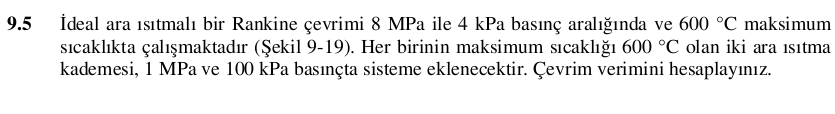 9.5 İdeal ara ısıtmalı bir Rankine çevrimi 8 MPa ile 4 kPa basınç aralığında ve 600 °C maksimum
sıcaklıkta çalışmaktadır (Şekil 9-19). Her birinin maksimum sıcaklığı 600 °C olan iki ara ısıtma
kademesi, 1 MPa ve 100 kPa basınçta sisteme eklenecektir. Çevrim verimini hesaplayınız.